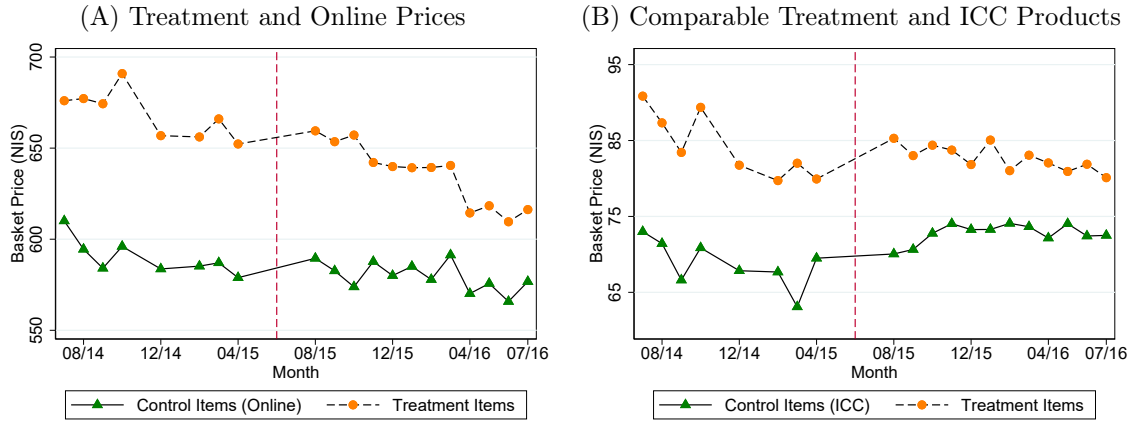 (A) Treatment and Online Prices
Basket Price (NIS)
700
650
600
550
08/14 12/14 04/15 08/15 12/15 04/16 07/16
Month
Control Items (Online) Treatment Items
(B) Comparable Treatment and ICC Products
Basket Price (NIS)
95
85
75
65
08/14 12/14 04/15 08/15 12/15 04/16 07/16
Month
Control Items (ICC) Treatment Items